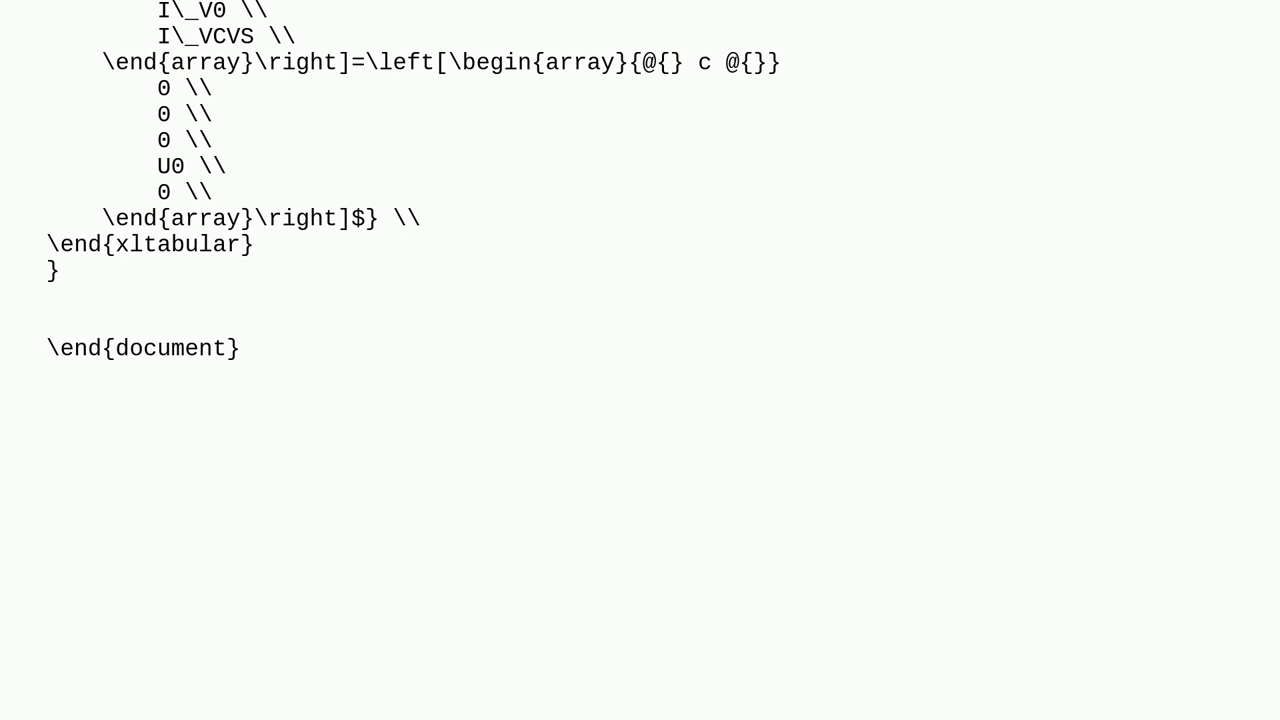 I\_V0 \\
        I\_VCVS \\
    \end{array}\right]=\left[\begin{array}{@{} c @{}}
        0 \\
        0 \\
        0 \\
        U0 \\
        0 \\
    \end{array}\right]$} \\
\end{xltabular}
}
\end{document}